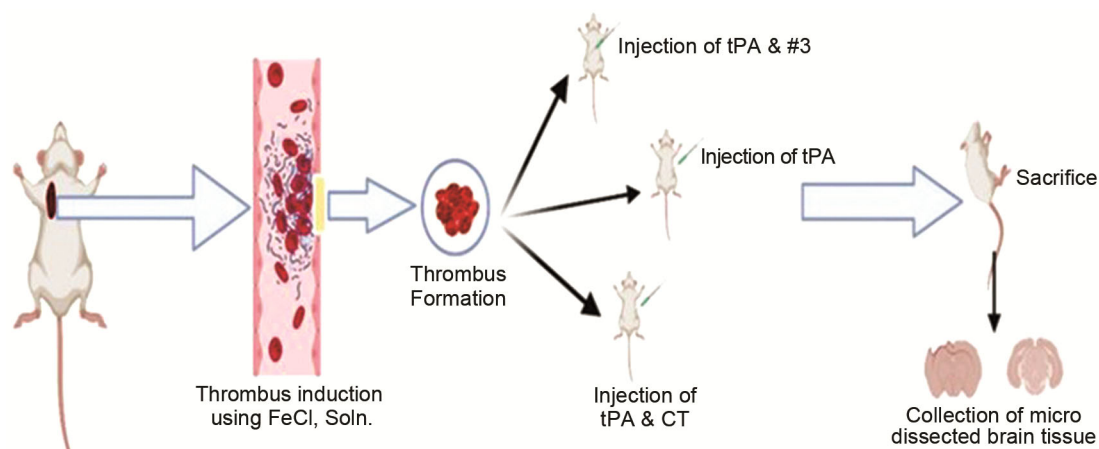 Injection of tPA & #3
Injection of tPA
Sacrifice
Thrombus
Formation
Thrombus induction
using FeCl, Soln.
Injection of
tPA & CT
Collection of micro
dissected brain tissue